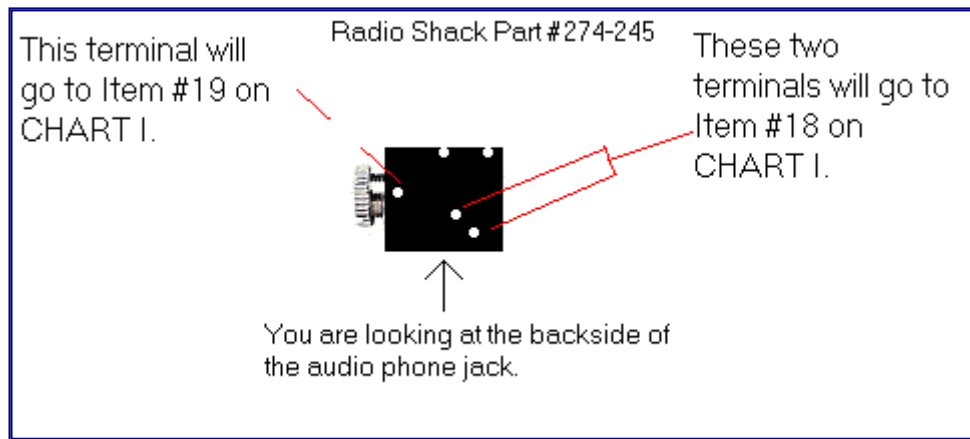 Radio Shack Part #274-245
This terminal will
go to Item #19 on
CHART I.
These two
terminals will go to
Item #18 on
CHART I.
You are looking at the backside of
the audio phone jack.